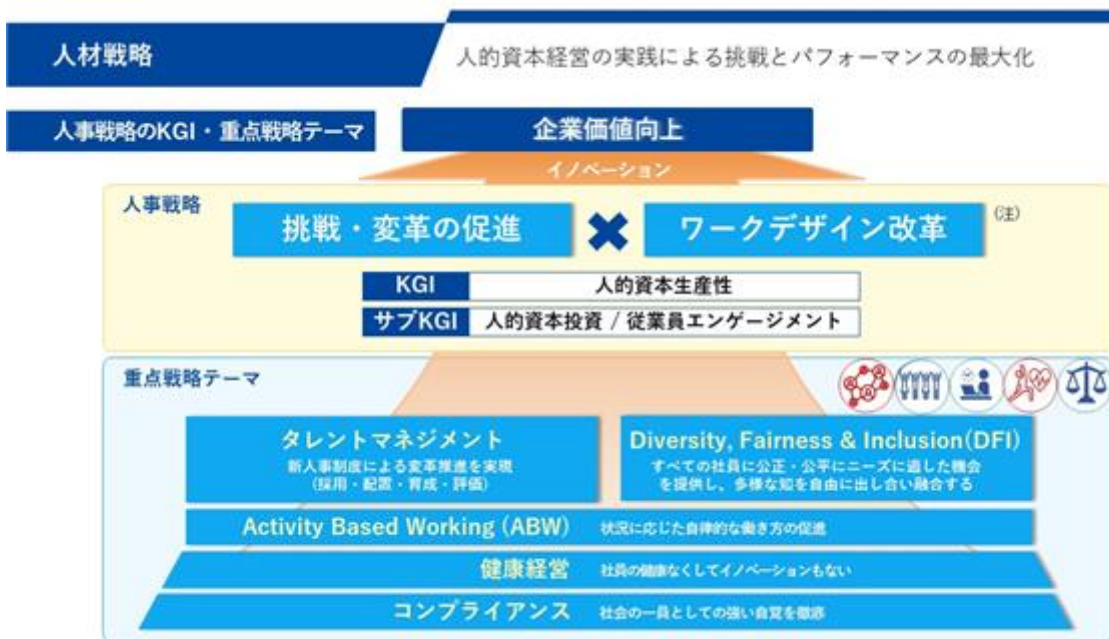 人材戦略
人的資本経営の実践による挑戦とパフォーマンスの最大化
人事戦略のKGI・重点戦略テーマ
企業価値向上
イノベーション
人事戦略
挑戦・変革の促進
✖
ワークデザイン改革
(注)
KGI
人的資本生産性
サブKGI
人的資本投資 / 従業員エンゲージメント
重点戦略テーマ
タレントマネジメント
新人事制度による変革推進を実現
(採用・配置・育成・評価)
Diversity, Fairness & Inclusion(DFI)
すべての社員に公正・公平にニーズに適した機会
を提供し、多様な知を自由に出し合い融合する
Activity Based Working (ABW)
状況に応じた自律的な働き方の促進
健康経営
社員の健康なくしてイノベーションもない
コンプライアンス
社会の一員としての強い自覚を徹底